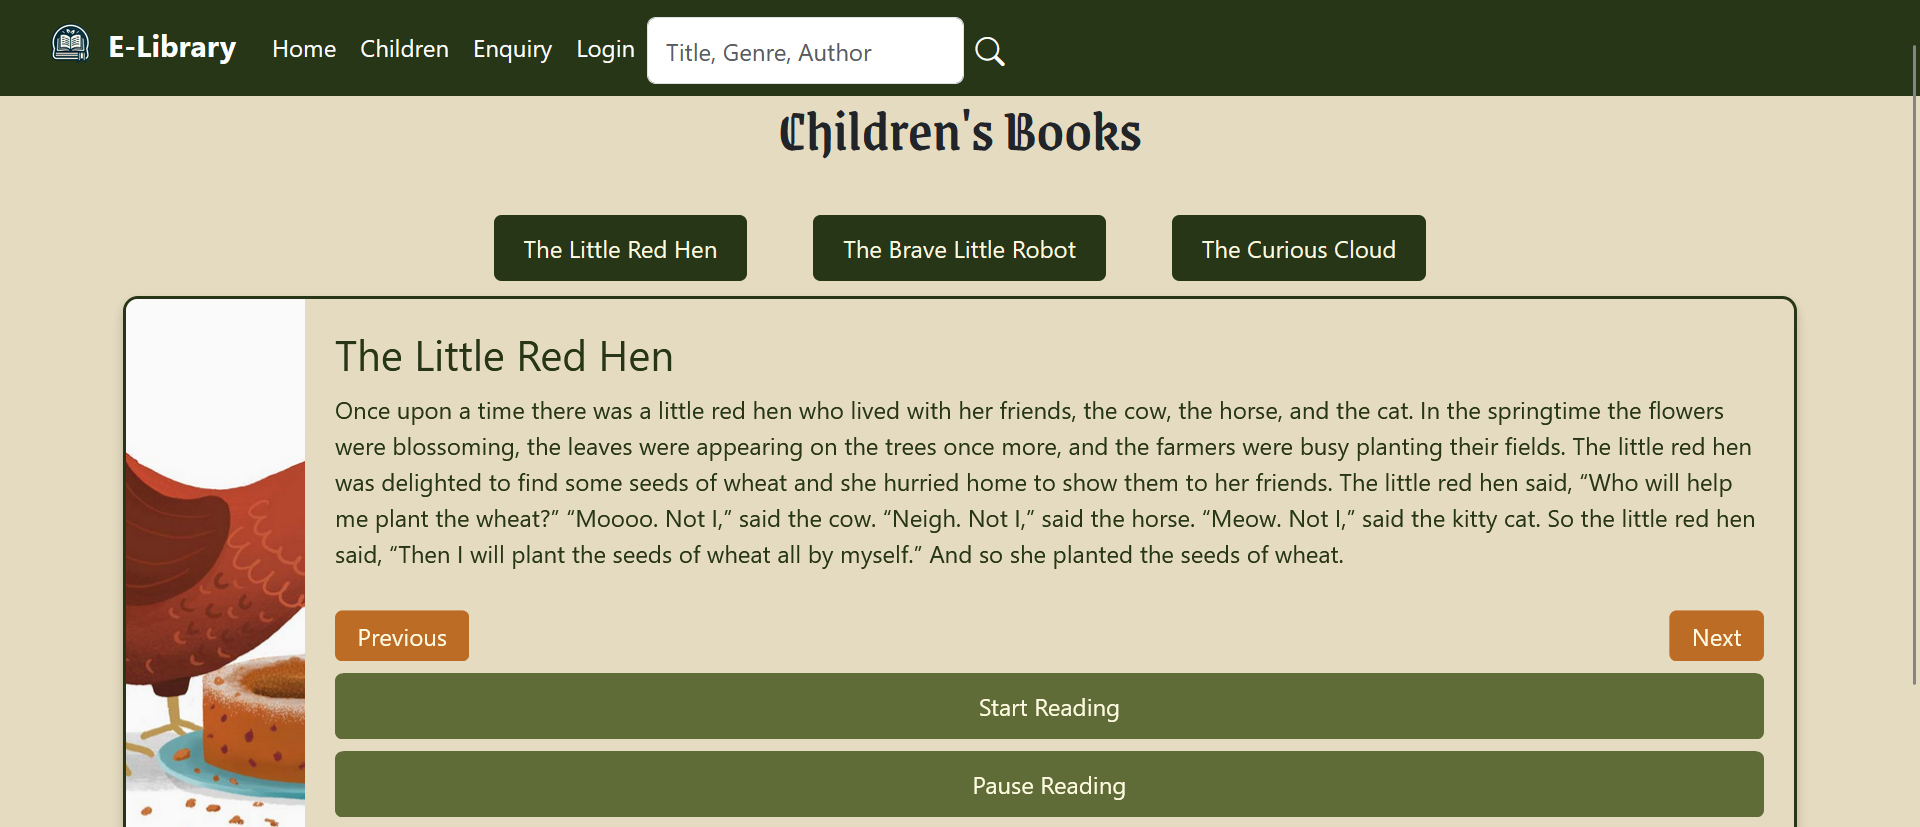 E-Library Home Children Enquiry Login Title, Genre, Author
Children's Books
The Little Red Hen The Brave Little Robot The Curious Cloud
The Little Red Hen
Once upon a time there was a little red hen who lived with her friends, the cow, the horse, and the cat. In the springtime the flowers
were blossoming, the leaves were appearing on the trees once more, and the farmers were busy planting their fields. The little red hen
was delighted to find some seeds of wheat and she hurried home to show them to her friends. The little red hen said, “Who will help
me plant the wheat?” “Moooo. Not I,” said the cow. “Neigh. Not I,” said the horse. “Meow. Not I,” said the kitty cat. So the little red hen
said, “Then I will plant the seeds of wheat all by myself.” And so she planted the seeds of wheat.
Previous Next
Start Reading
Pause Reading